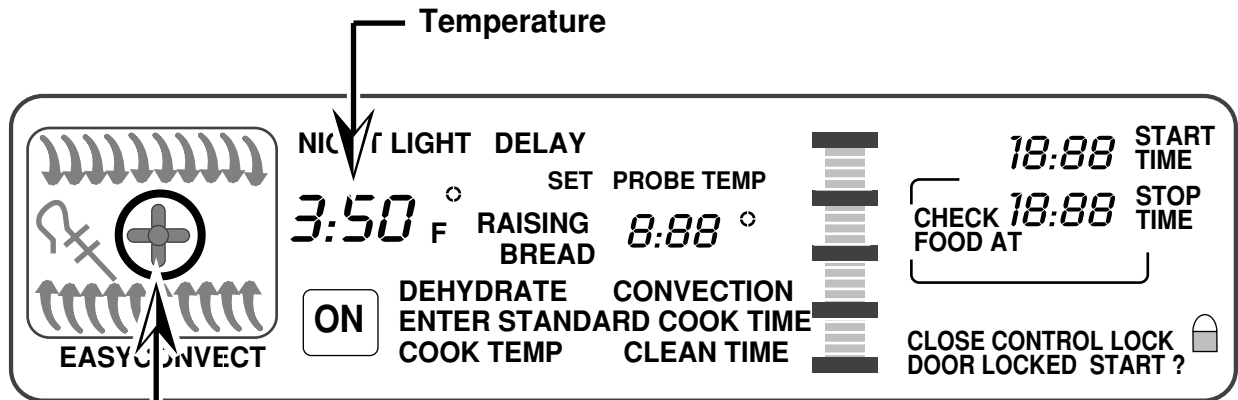 Temperature
NIGHT LIGHT DELAY
18:88 START TIME
SET PROBE TEMP
3:50 ° F
RAISING BREAD
8:88 °
CHECK FOOD AT
18:88 STOP TIME
ON
DEHYDRATE CONVECTION
ENTER STANDARD COOK TIME
COOK TEMP CLEAN TIME
EASYCONVECT
CLOSE CONTROL LOCK
DOOR LOCKED START ?